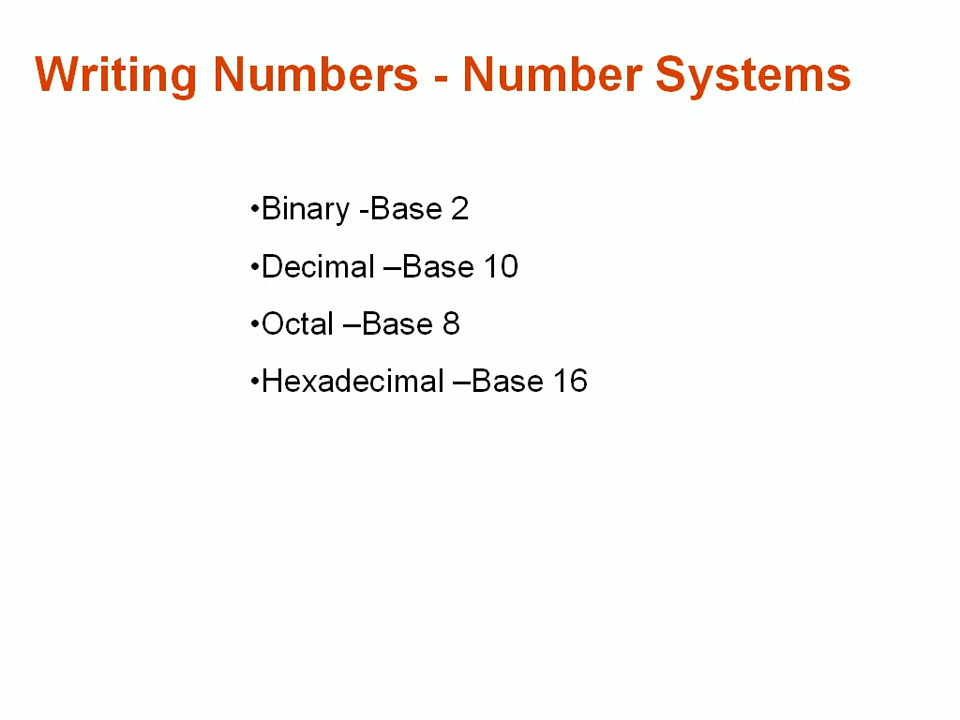 Writing Numbers - Number Systems
•Binary -Base 2
•Decimal –Base 10
•Octal –Base 8
•Hexadecimal –Base 16